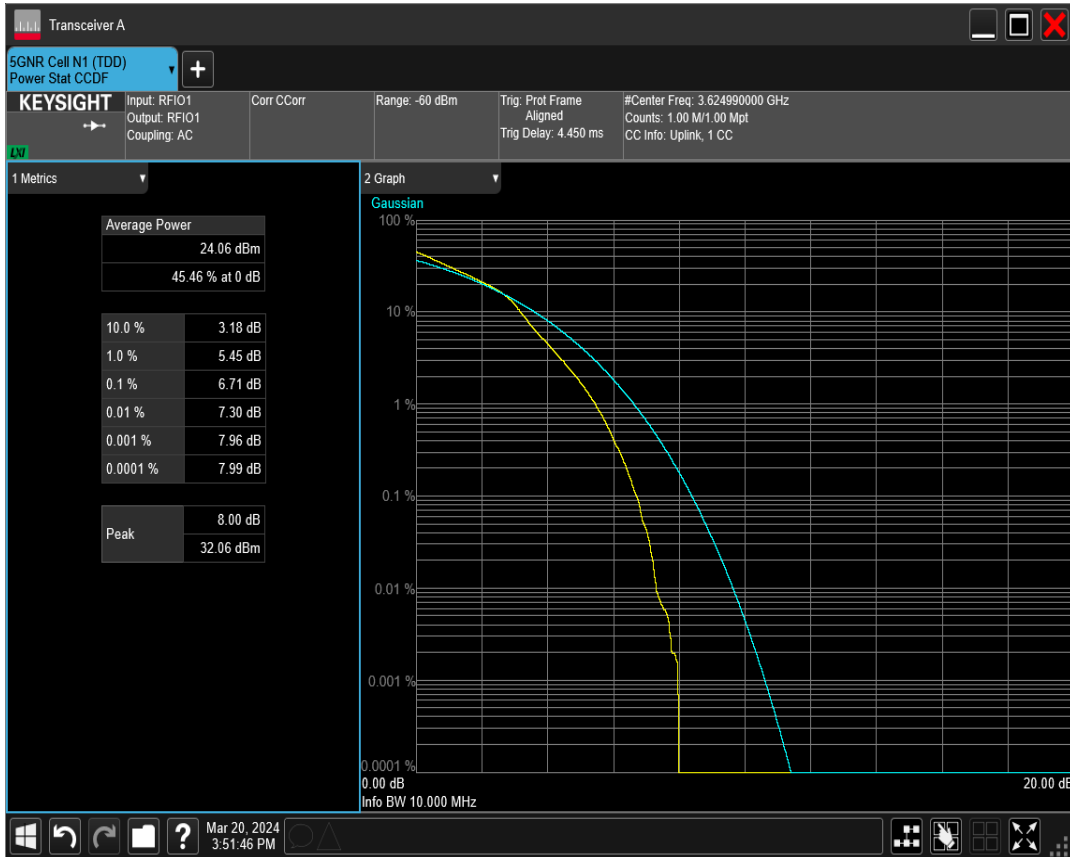 Transceiver A
5GNR Cell N1 (TDD)
Power Stat CCDF
+
KEYSIGHT
LXI
Input: RFIO1
Output: RFIO1
Coupling: AC
Corr CCorr
Range: -60 dBm
Trig: Prot Frame
Aligned
Trig Delay: 4.450 ms
#Center Freq: 3.624990000 GHz
Counts: 1.00 M/1.00 Mpt
CC Info: Uplink, 1 CC
1 Metrics
Average Power
24.06 dBm
45.46 % at 0 dB
10.0 % 3.18 dB
1.0 % 5.45 dB
0.1 % 6.71 dB
0.01 % 7.30 dB
0.001 % 7.96 dB
0.0001 % 7.99 dB
Peak
8.00 dB
32.06 dBm
2 Graph
Gaussian
100 %
10 %
1 %
0.1 %
0.01 %
0.001 %
0.0001 %
0.00 dB 20.00 dB
Info BW 10.000 MHz
?
Mar 20, 2024
3:51:46 PM